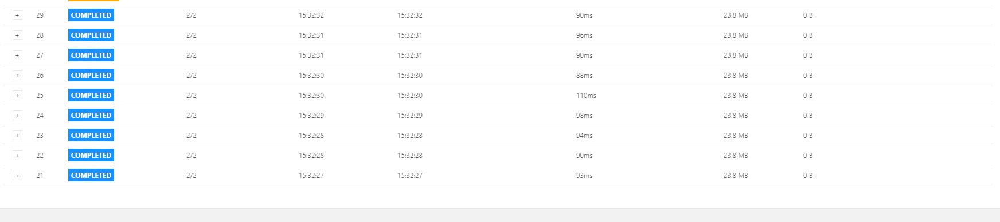 + 29 COMPLETED 2/2 15:32:32 15:32:32 90ms 23.8 MB 0 B
+ 28 COMPLETED 2/2 15:32:31 15:32:31 96ms 23.8 MB 0 B
+ 27 COMPLETED 2/2 15:32:31 15:32:31 90ms 23.8 MB 0 B
+ 26 COMPLETED 2/2 15:32:30 15:32:30 88ms 23.8 MB 0 B
+ 25 COMPLETED 2/2 15:32:30 15:32:30 110ms 23.8 MB 0 B
+ 24 COMPLETED 2/2 15:32:29 15:32:29 98ms 23.8 MB 0 B
+ 23 COMPLETED 2/2 15:32:28 15:32:28 94ms 23.8 MB 0 B
+ 22 COMPLETED 2/2 15:32:28 15:32:28 90ms 23.8 MB 0 B
+ 21 COMPLETED 2/2 15:32:27 15:32:27 93ms 23.8 MB 0 B